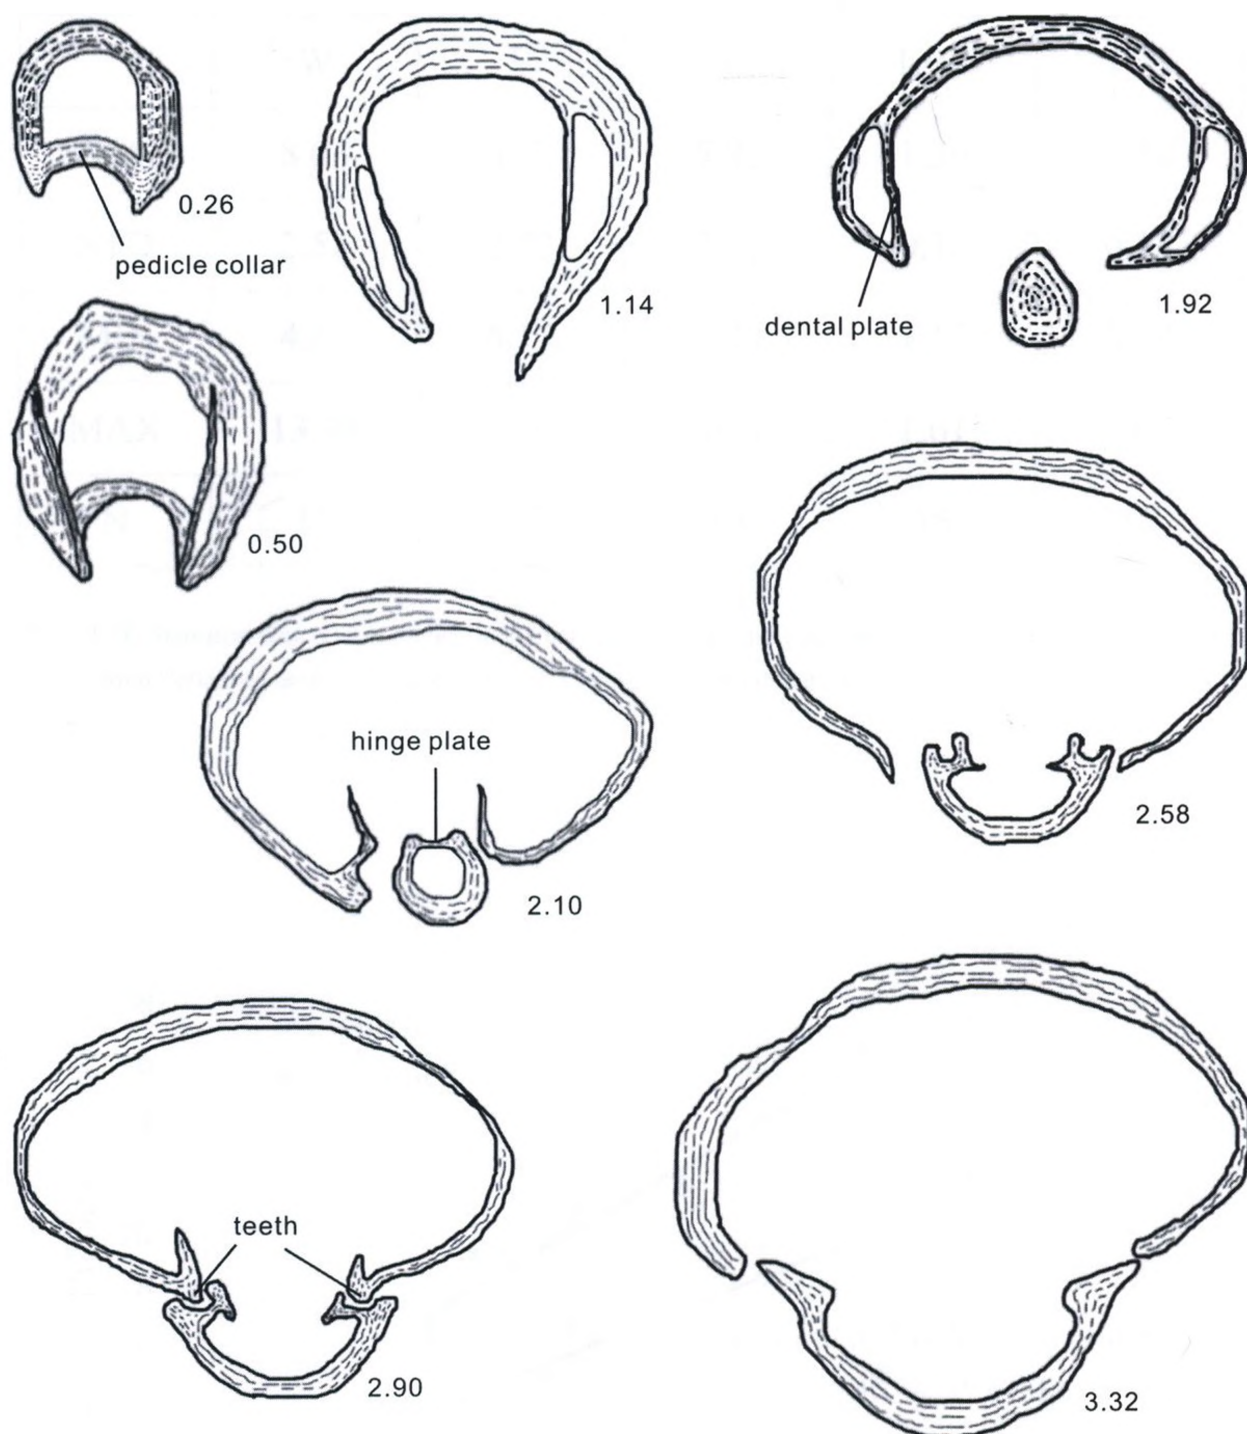 0.26
pedicle collar
1.14
dental plate
1.92
0.50
hinge plate
2.10
2.58
teeth
2.90
3.32